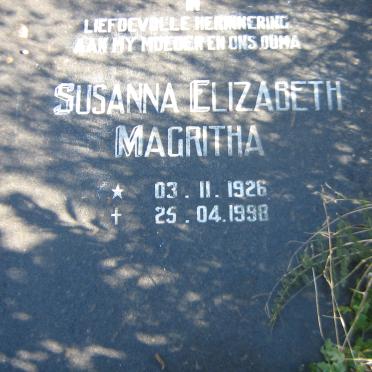 IN
LIEFDEVOLLE HERINNERING
AAN MY MOEDER EN ONS OUMA
SUSANNA ELIZABETH
MAGRITHA
★ 03.11.1926
† 25.04.1998